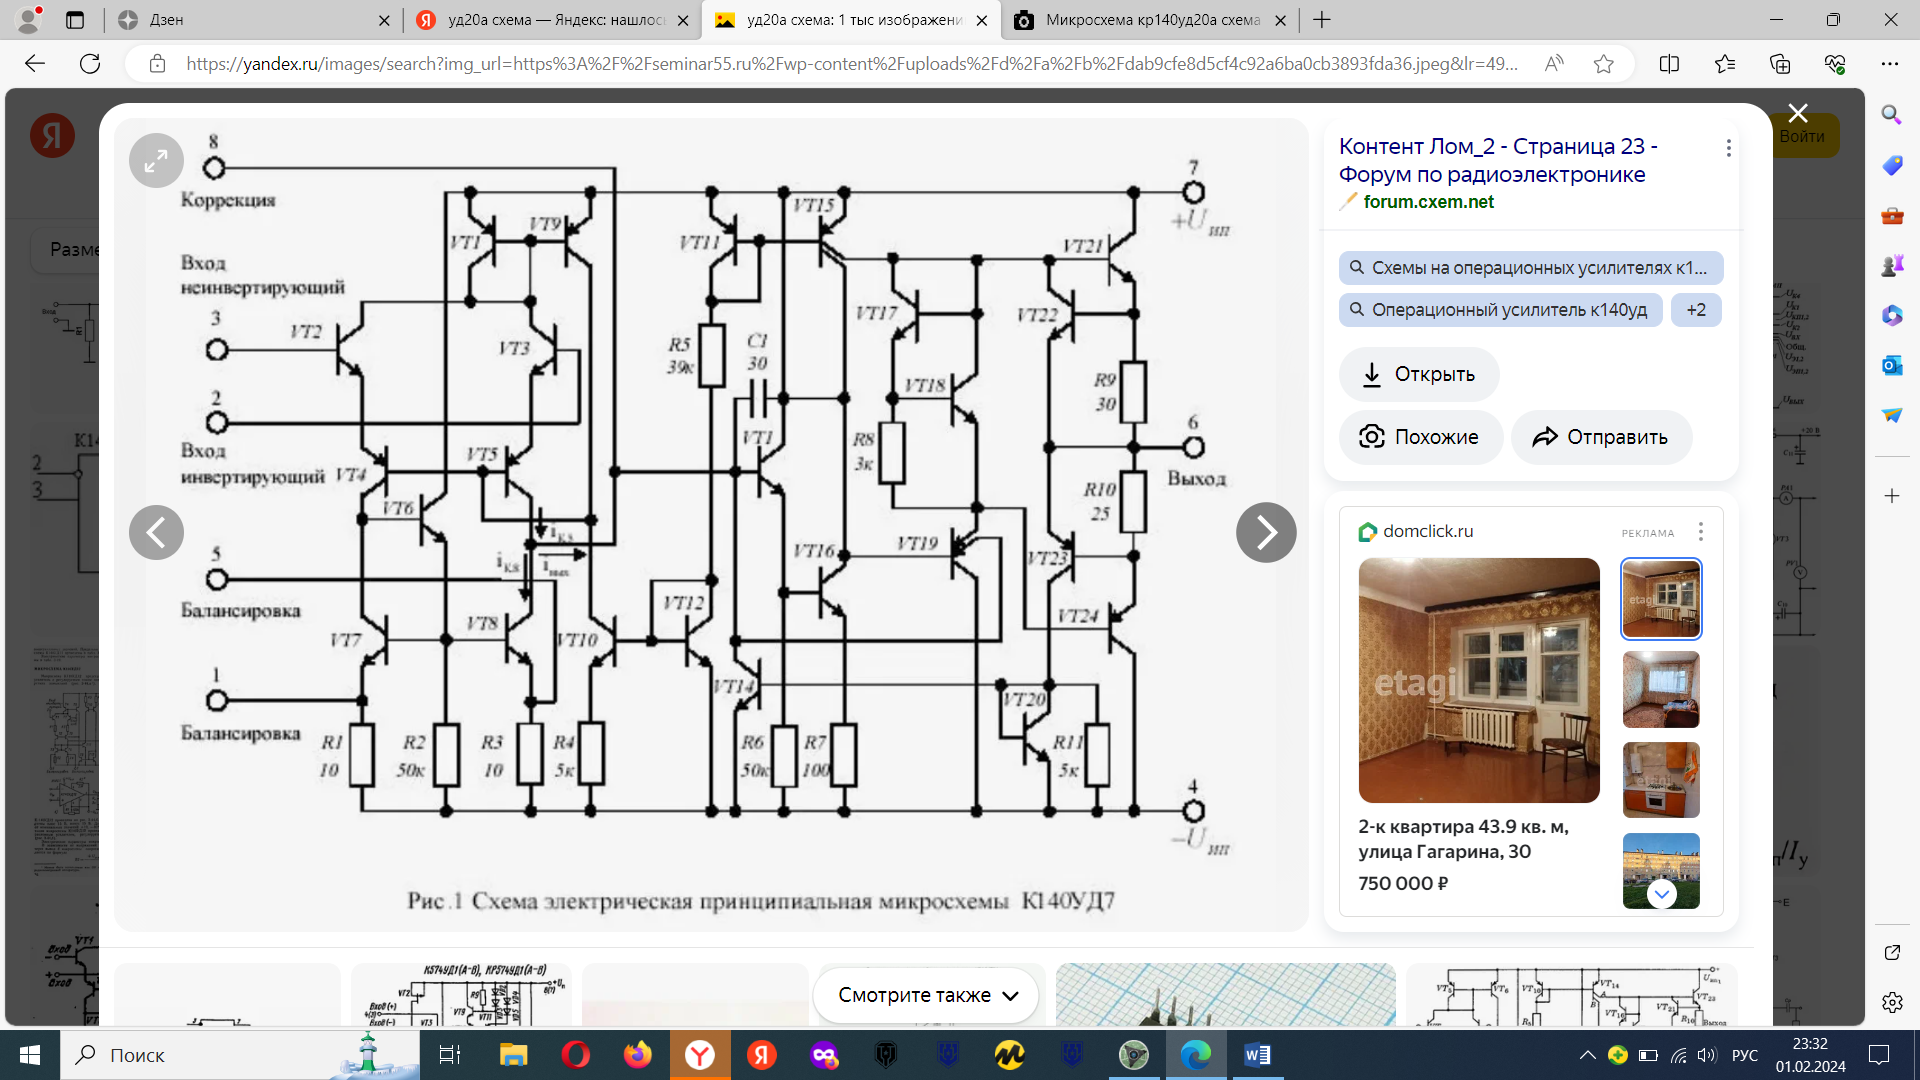 Дзен
уд20а схема — Яндекс: нашлось
уд20а схема: 1 тыс изображени
Микросхема кр140уд20а схема
https://yandex.ru/images/search?img_url=https%3A%2F%2Fseminar55.ru%2Fwp-content%2Fuploads%2Fd%2Fa%2Fb%2Fdab9cfe8d5cf4c92a6ba0cb3893fda36.jpeg&lr=49...
Войти
Разме
8
Коррекция
Вход
неинвертирующий
3
2
Вход
инвертирующий
5
Балансировка
1
Балансировка
VT1
VT9
VT2
VT3
VT4
VT5
VT6
VT7
VT8
VT10
VT11
VT15
R5
39к
C1
30
VT1
VT12
VT14
VT16
VT17
VT18
R8
3к
VT19
VT20
VT21
VT22
R9
30
R10
25
VT23
VT24
R1
10
R2
50к
R3
10
R4
5к
R6
50к
R7
100
R11
5к
7
+Uип
6
Выход
4
−Uип
Рис.1 Схема электрическая принципиальная микросхемы К140УД7
Контент Лом_2 - Страница 23 -
Форум по радиоэлектронике
forum.cxem.net
Схемы на операционных усилителях к1...
Операционный усилитель к140уд
+2
Открыть
Похожие
Отправить
domclick.ru
РЕКЛАМА
etagi
2-к квартира 43.9 кв. м,
улица Гагарина, 30
750 000 ₽
Смотрите также
К574УД1(А-В), КР574УД1(А-В)
Поиск
РУС
23:32
01.02.2024